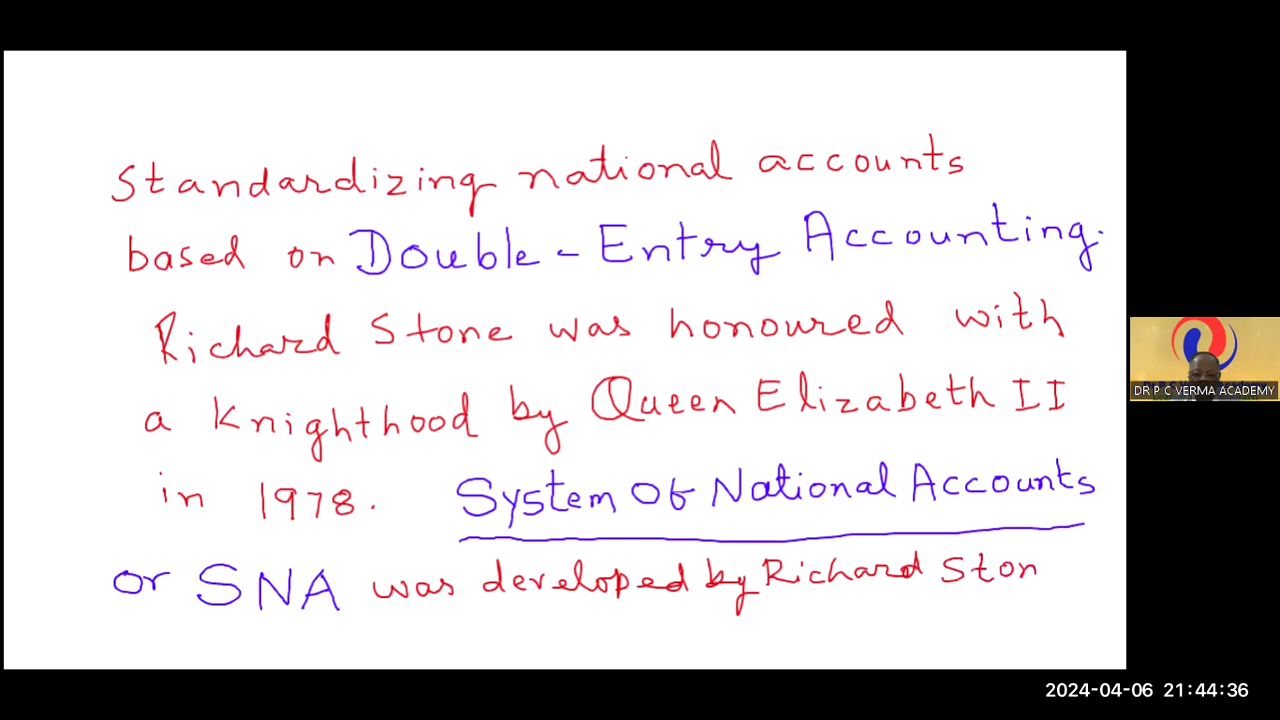 Standardizing national accounts
based on Double-Entry Accounting.
Richard Stone was honoured with
a knighthood by Queen Elizabeth II
in 1978. System Of National Accounts
or SNA was developed by Richard Ston
DR P C VERMA ACADEMY
2024-04-06 21:44:36